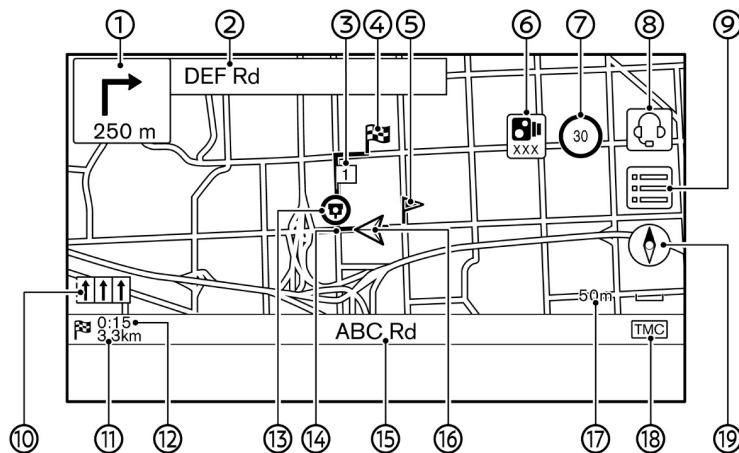 ① ② ③ ④ ⑤ ⑥ ⑦ ⑧ ⑨
DEF Rd
250 m
XXX
30
1
50m
0:15
3.3km
ABC Rd
TMC
⑩ ⑪ ⑫ ⑬ ⑭ ⑮ ⑯ ⑰ ⑱ ⑲